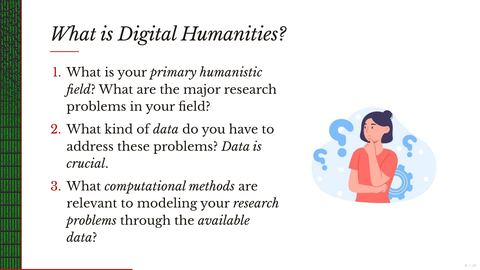 What is Digital Humanities?
1. What is your primary humanistic
field? What are the major research
problems in your field?
2. What kind of data do you have to
address these problems? Data is
crucial.
3. What computational methods are
relevant to modeling your research
problems through the available
data?